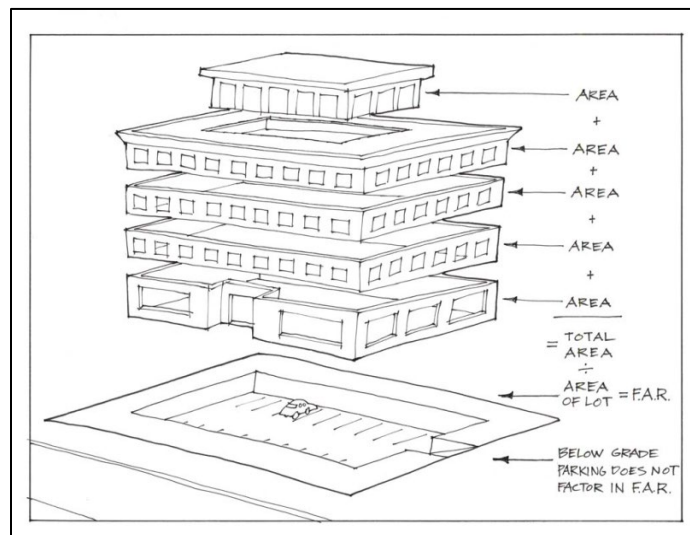 AREA
+
AREA
+
AREA
+
AREA
+
AREA
= TOTAL
AREA
÷
AREA
OF LOT = F.A.R.
BELOW GRADE
PARKING DOES NOT
FACTOR IN F.A.R.